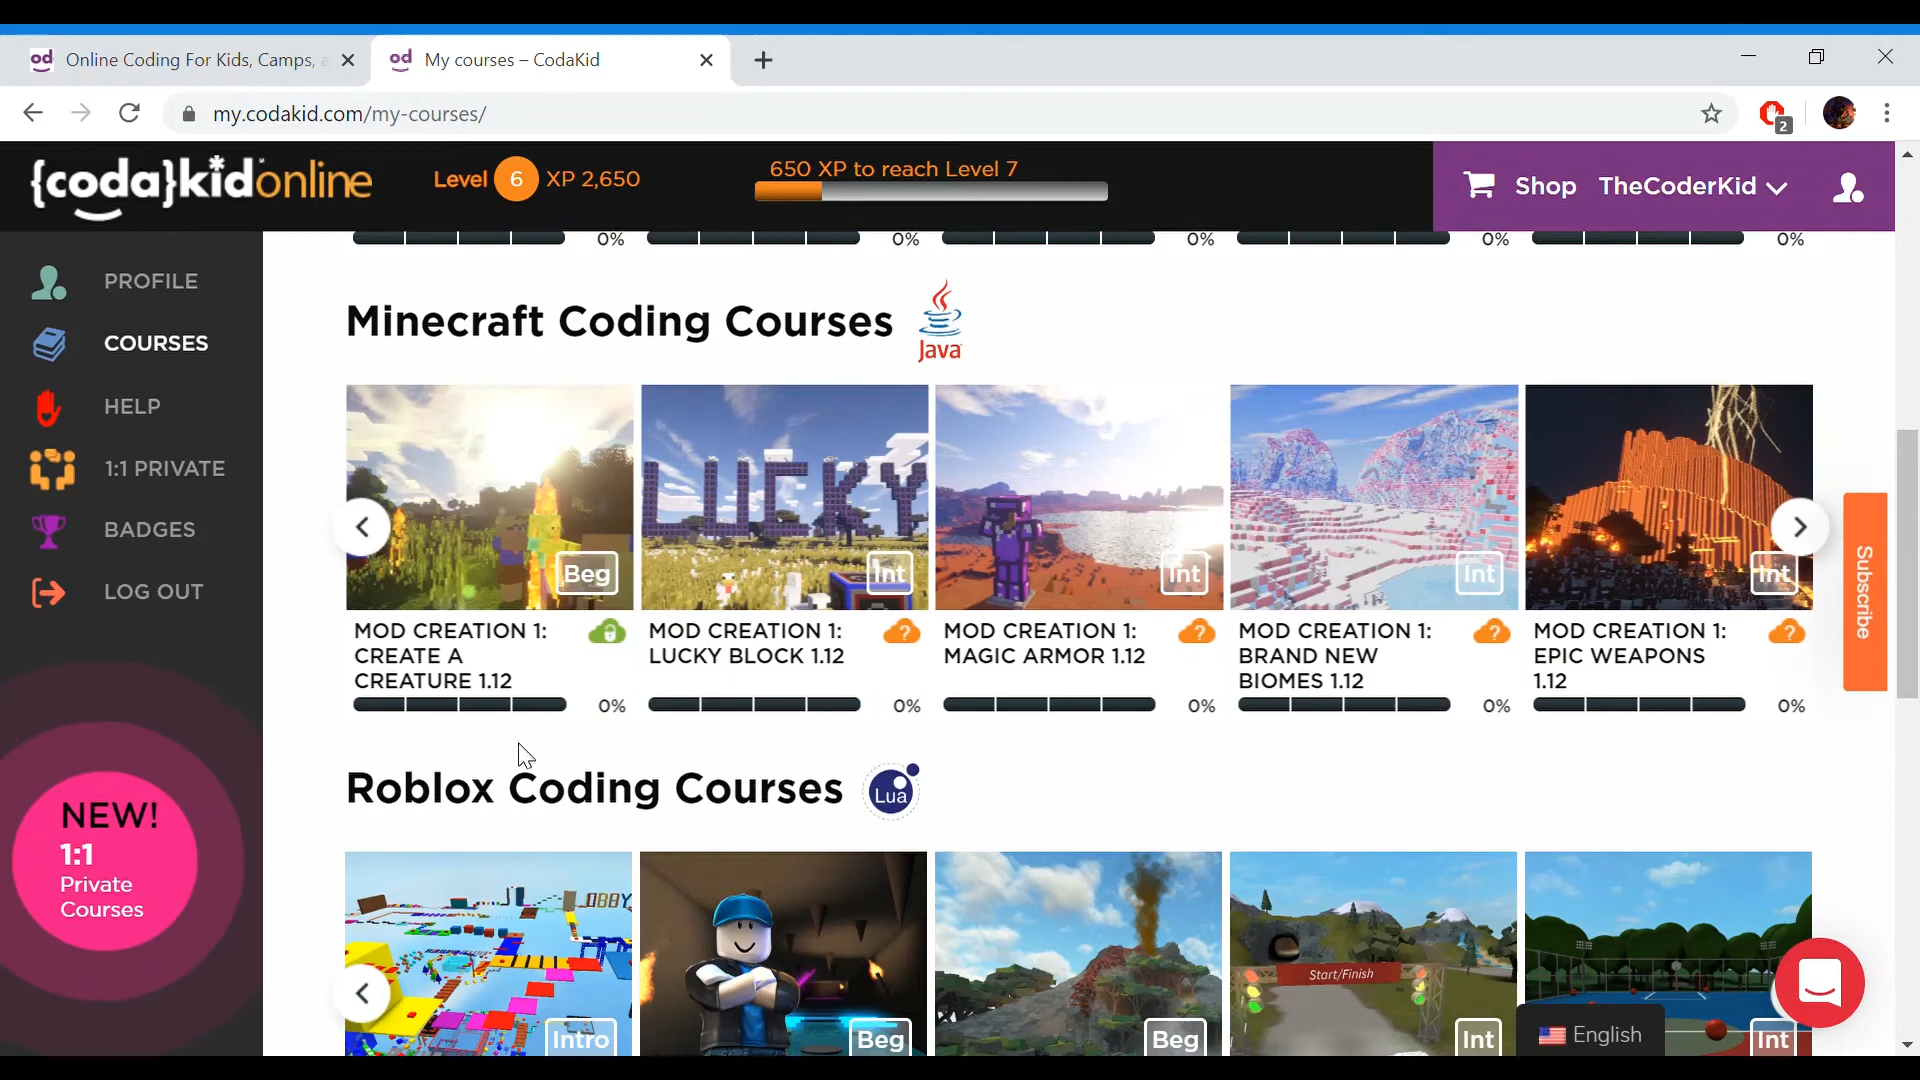 Online Coding For Kids, Camps, a
My courses – CodaKid
my.codakid.com/my-courses/
2
{coda}kidonline
Level 6 XP 2,650
650 XP to reach Level 7
Shop
TheCoderKid
PROFILE
COURSES
HELP
1:1 PRIVATE
BADGES
LOG OUT
NEW!
1:1
Private
Courses
0% 0% 0% 0% 0%
Minecraft Coding Courses
Java
LUCKY
Beg Int Int Int Int
MOD CREATION 1:
CREATE A
CREATURE 1.12
0%
MOD CREATION 1:
LUCKY BLOCK 1.12
0%
MOD CREATION 1:
MAGIC ARMOR 1.12
0%
MOD CREATION 1:
BRAND NEW
BIOMES 1.12
0%
MOD CREATION 1:
EPIC WEAPONS
1.12
0%
Subscribe
Roblox Coding Courses
Lua
OBBY
Start/Finish
Intro Beg Beg Int Int
English